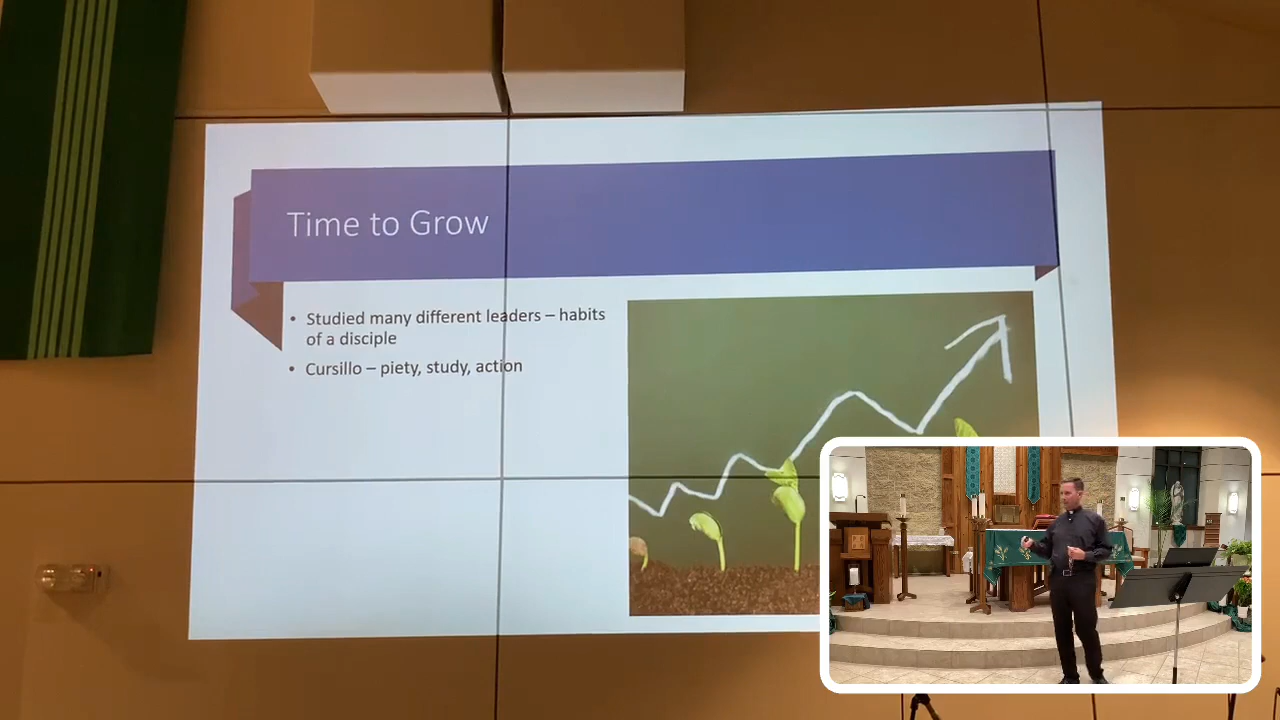 Time to Grow
• Studied many different leaders – habits
of a disciple
• Cursillo – piety, study, action